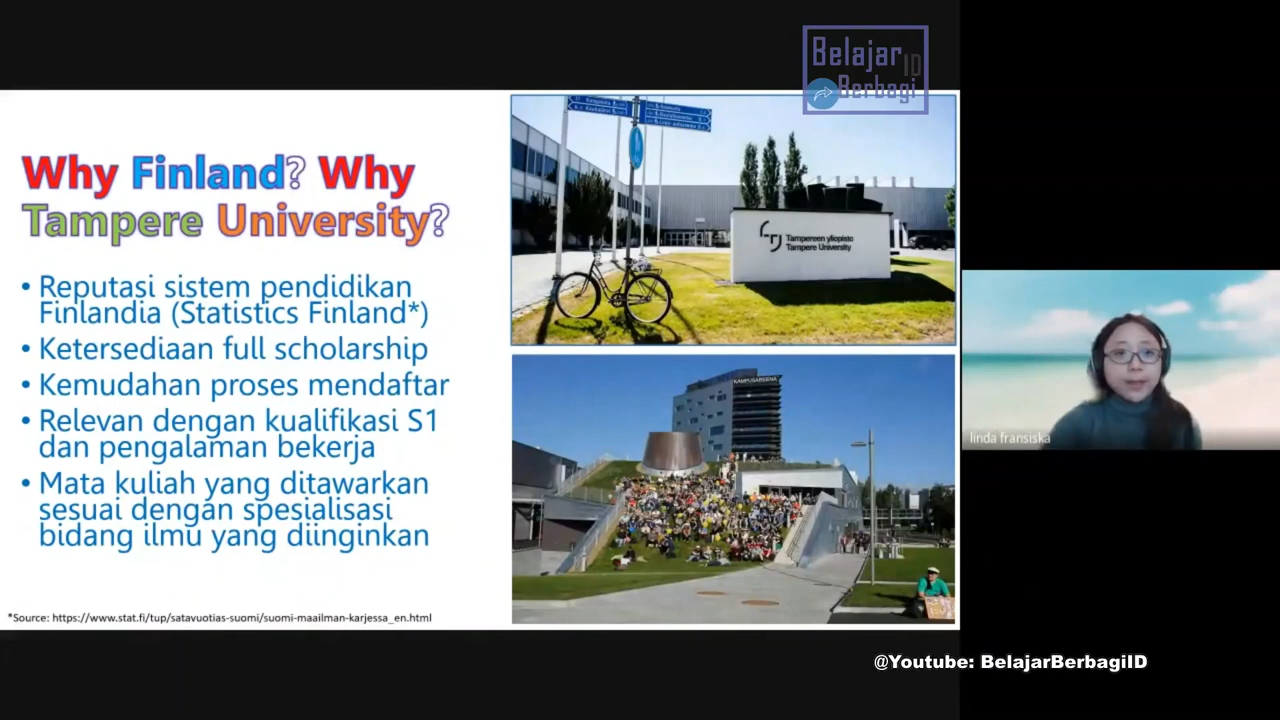 Belajar
ID
Berbagi
Why Finland? Why
Tampere University?
• Reputasi sistem pendidikan
Finlandia (Statistics Finland*)
• Ketersediaan full scholarship
• Kemudahan proses mendaftar
• Relevan dengan kualifikasi S1
dan pengalaman bekerja
• Mata kuliah yang ditawarkan
sesuai dengan spesialisasi
bidang ilmu yang diinginkan
*Source: https://www.stat.fi/tup/satavuotias-suomi/suomi-maailman-karjessa_en.html
Tampereen yliopisto
Tampere University
KAMPUSAREENA
linda fransiska
@Youtube: BelajarBerbagiID